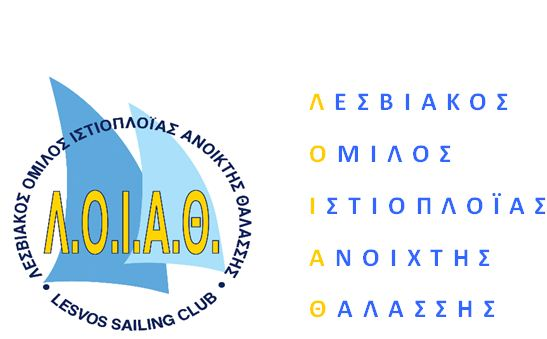 ΛΕΣΒΙΑΚΟΣ ΟΜΙΛΟΣ ΙΣΤΙΟΠΛΟΪΑΣ ΑΝΟΙΚΤΗΣ ΘΑΛΑΣΣΗΣ
Λ.Ο.Ι.Α.Θ.
• LESVOS SAILING CLUB •
ΛΕΣΒΙΑΚΟΣ
ΟΜΙΛΟΣ
ΙΣΤΙΟΠΛΟΪΑΣ
ΑΝΟΙΧΤΗΣ
ΘΑΛΑΣΣΗΣ